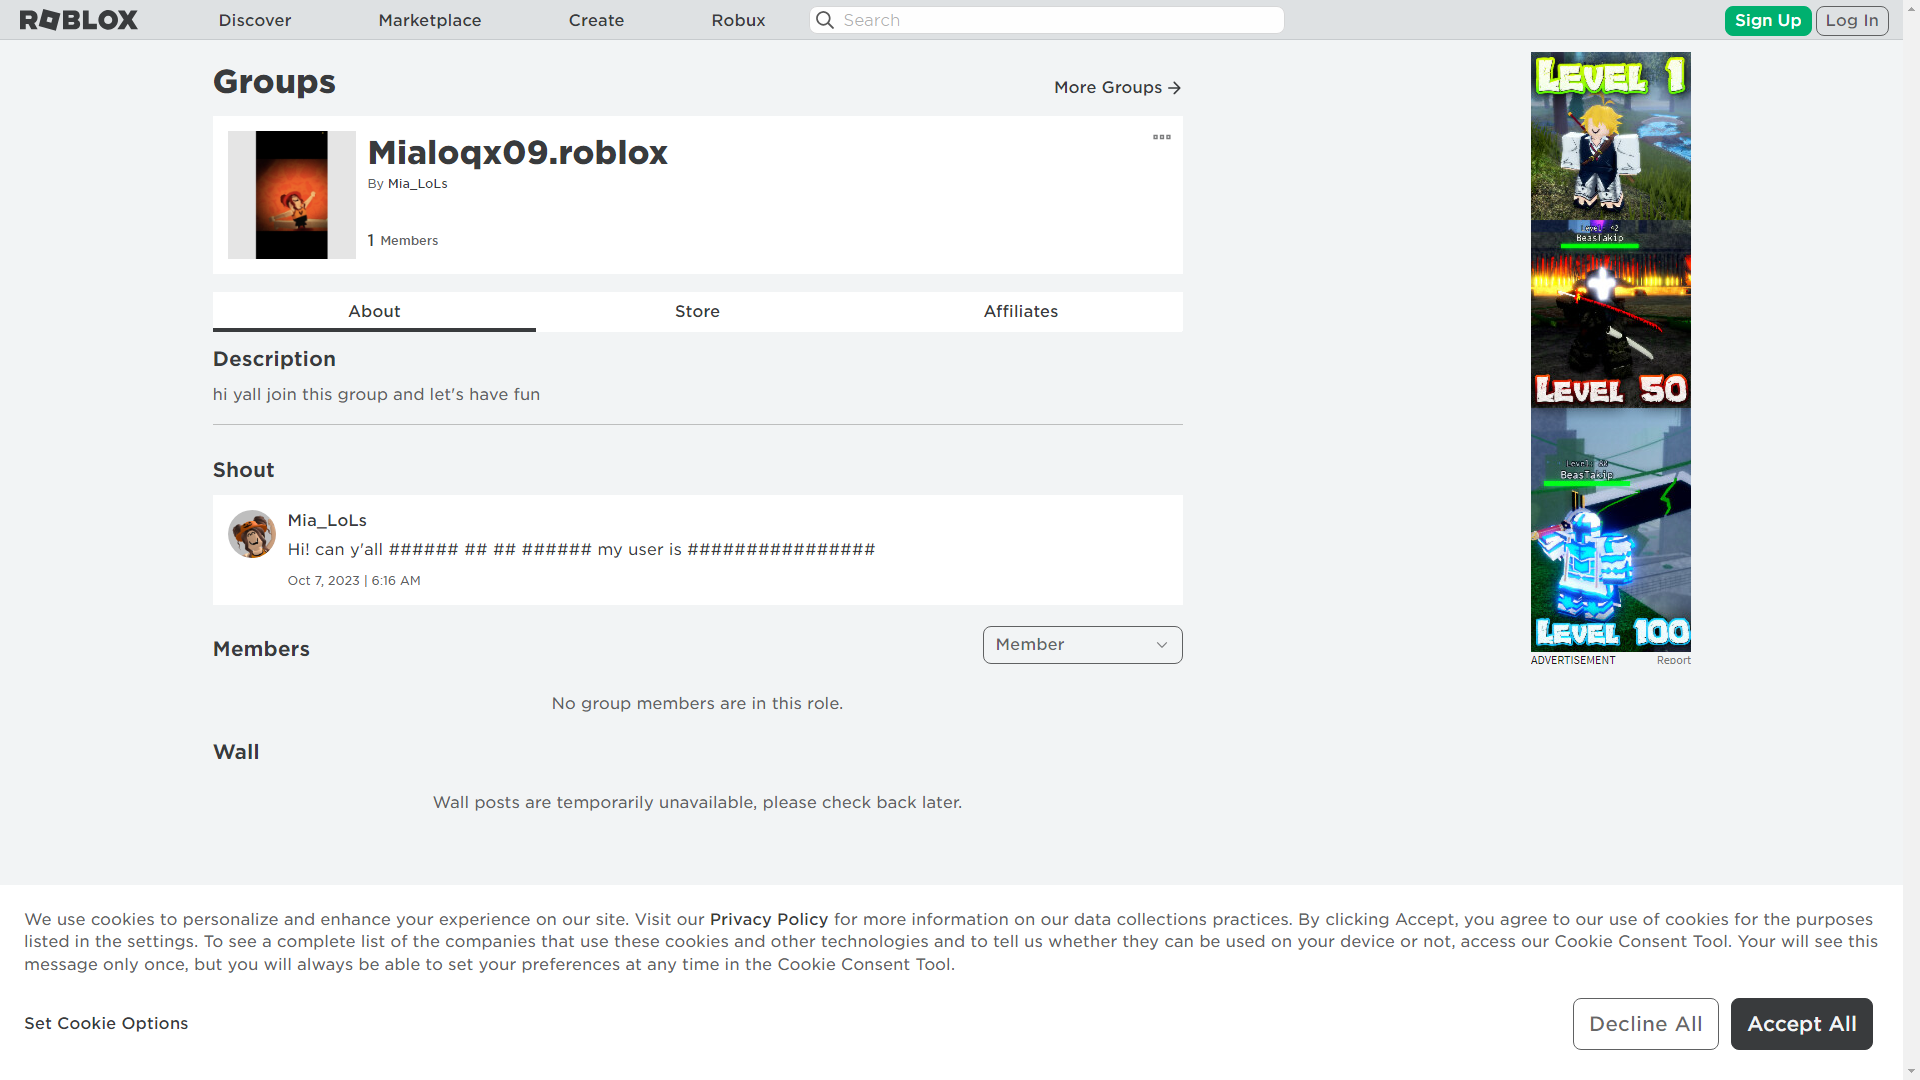 ROBLOX
Discover
Marketplace
Create
Robux
Search
Sign Up
Log In
Groups
More Groups →
Mialoqx09.roblox
By Mia_LoLs
1 Members
About
Store
Affiliates
Description
hi yall join this group and let's have fun
Shout
Mia_LoLs
Hi! can y'all ###### ## ## ###### my user is ################
Oct 7, 2023 | 6:16 AM
Members
Member
No group members are in this role.
Wall
Wall posts are temporarily unavailable, please check back later.
LEVEL 1
BeasTakip
LEVEL 50
BeasTakip
LEVEL 100
ADVERTISEMENT
Report
We use cookies to personalize and enhance your experience on our site. Visit our Privacy Policy for more information on our data collections practices. By clicking Accept, you agree to our use of cookies for the purposes
listed in the settings. To see a complete list of the companies that use these cookies and other technologies and to tell us whether they can be used on your device or not, access our Cookie Consent Tool. Your will see this
message only once, but you will always be able to set your preferences at any time in the Cookie Consent Tool.
Set Cookie Options
Decline All
Accept All